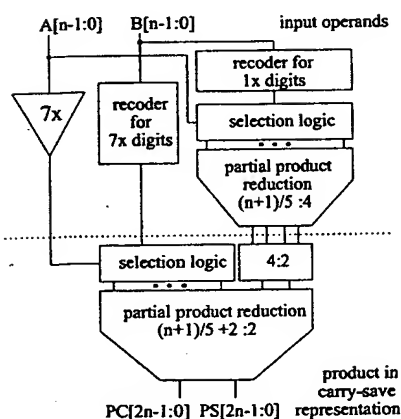 A[n-1:0] B[n-1:0] input operands
recoder for
1x digits
7x
recoder
for
7x digits
selection logic
• • •
partial product
reduction
(n+1)/5 :4
selection logic
4:2
• • •
partial product reduction
(n+1)/5 +2 :2
product in
carry-save
representation
PC[2n-1:0] PS[2n-1:0]